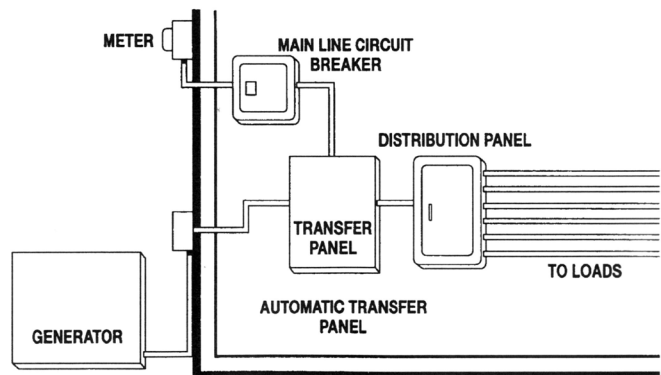 METER
MAIN LINE CIRCUIT
BREAKER
DISTRIBUTION PANEL
TRANSFER
PANEL
TO LOADS
AUTOMATIC TRANSFER
PANEL
GENERATOR